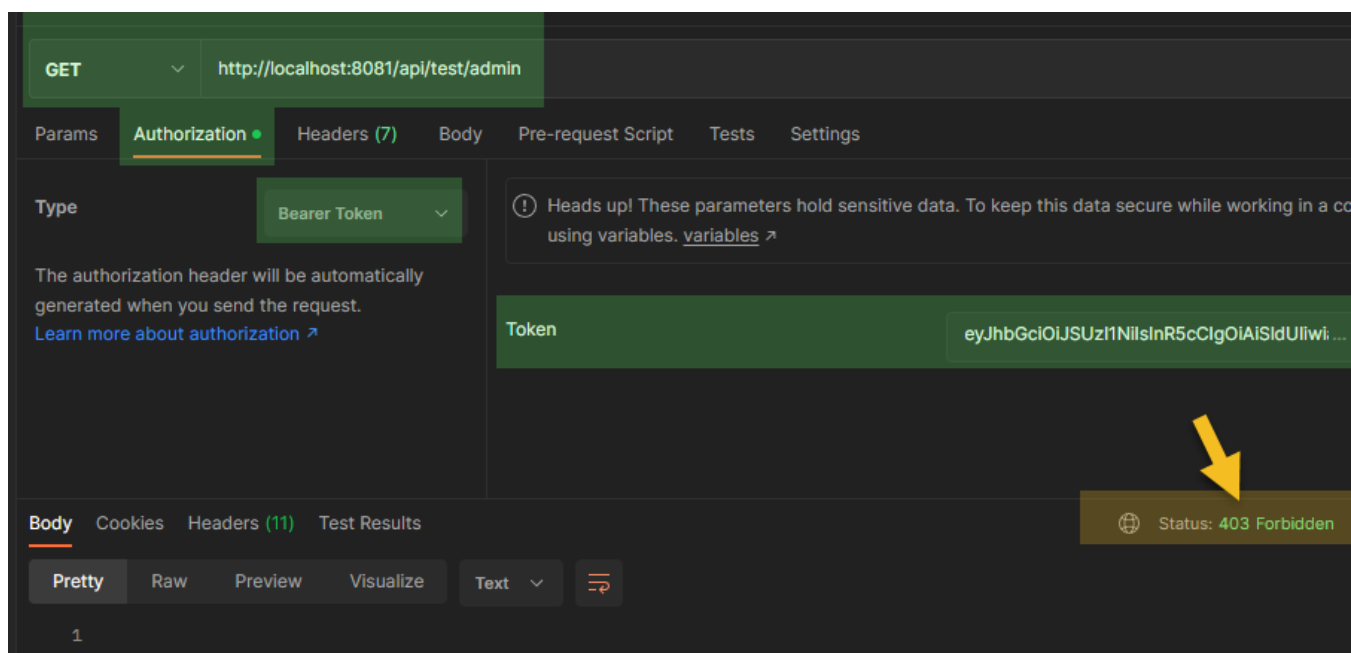 GET http://localhost:8081/api/test/admin
Params Authorization Headers (7) Body Pre-request Script Tests Settings
Type
Bearer Token
Heads up! These parameters hold sensitive data. To keep this data secure while working in a co
using variables. variables ↗
The authorization header will be automatically
generated when you send the request.
Learn more about authorization ↗
Token
eyJhbGciOiJSUzI1NiIsInR5cCIgOiAiSldUIiwi ...
Body Cookies Headers (11) Test Results
Status: 403 Forbidden
Pretty Raw Preview Visualize Text
1